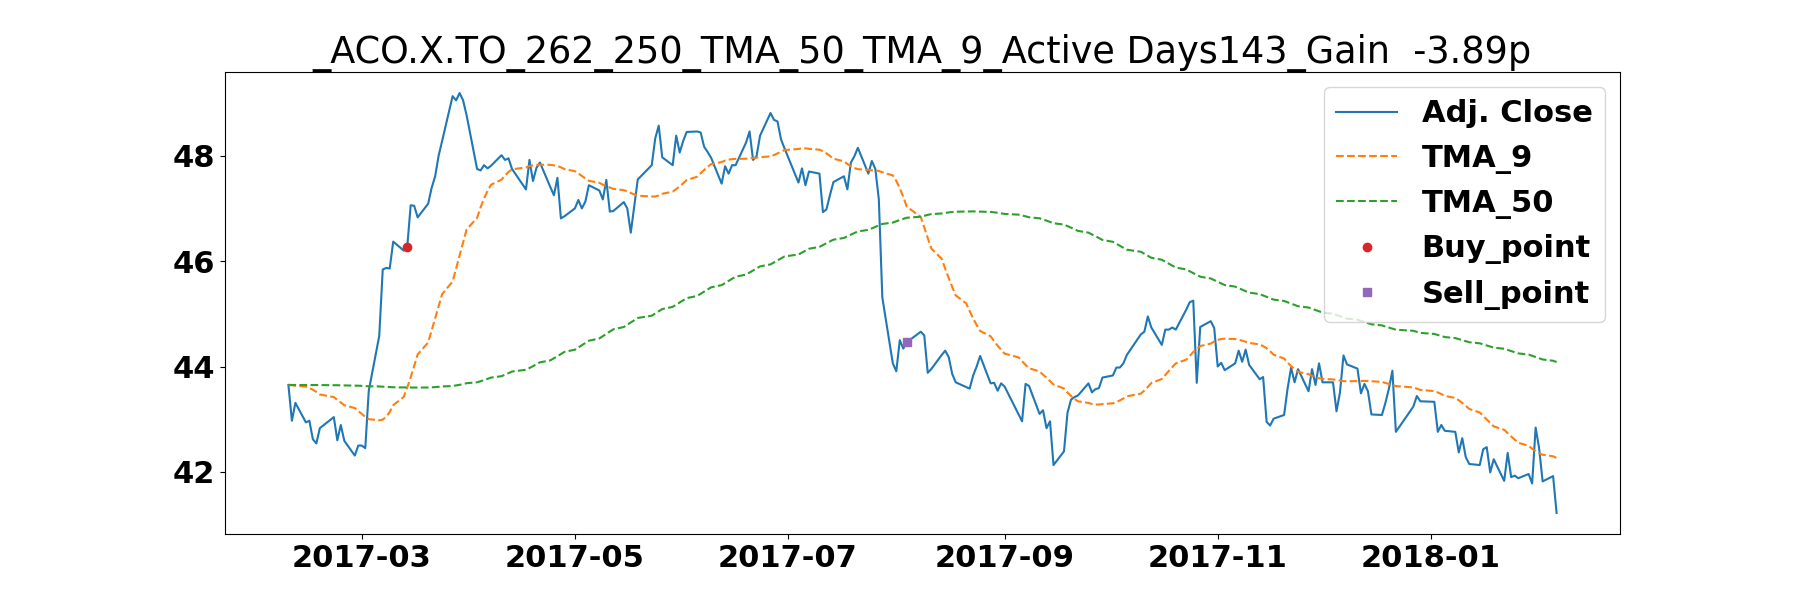 _ACO.X.TO_262_250_TMA_50_TMA_9_Active Days143_Gain  -3.89p
Adj. Close
TMA_9
TMA_50
Buy_point
Sell_point
48
46
44
42
2017-03
2017-05
2017-07
2017-09
2017-11
2018-01